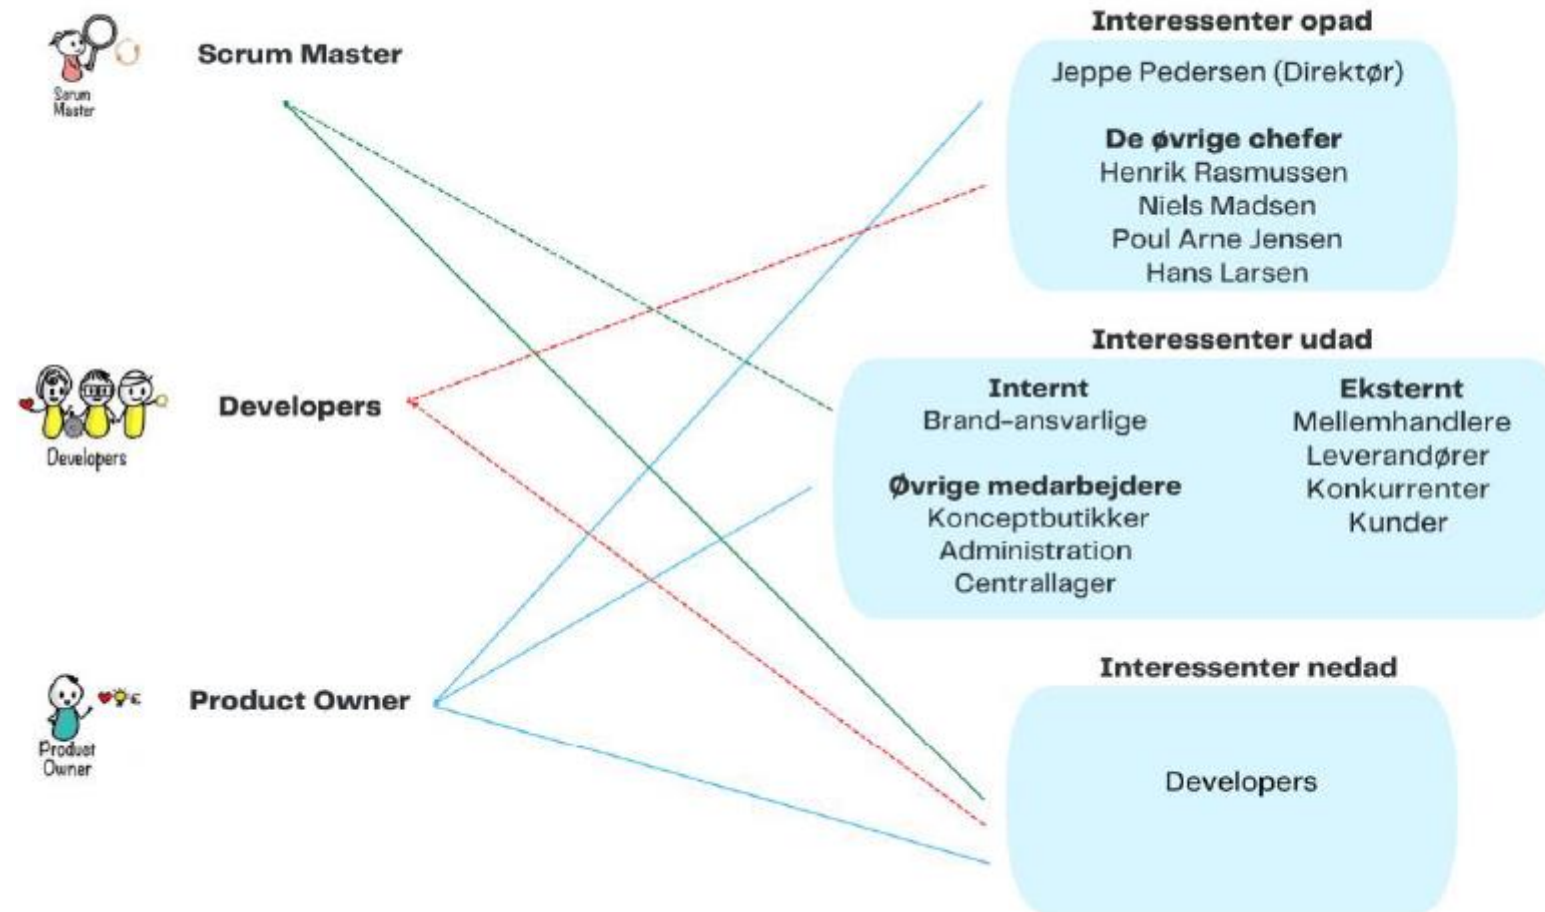 Scrum Master
Scrum
Master
Developers
Developers
Product Owner
Product
Owner
Interessenter opad
Jeppe Pedersen (Direktør)
De øvrige chefer
Henrik Rasmussen
Niels Madsen
Poul Arne Jensen
Hans Larsen
Interessenter udad
Internt
Brand-ansvarlige
Øvrige medarbejdere
Konceptbutikker
Administration
Centrallager
Eksternt
Mellemhandlere
Leverandører
Konkurrenter
Kunder
Interessenter nedad
Developers